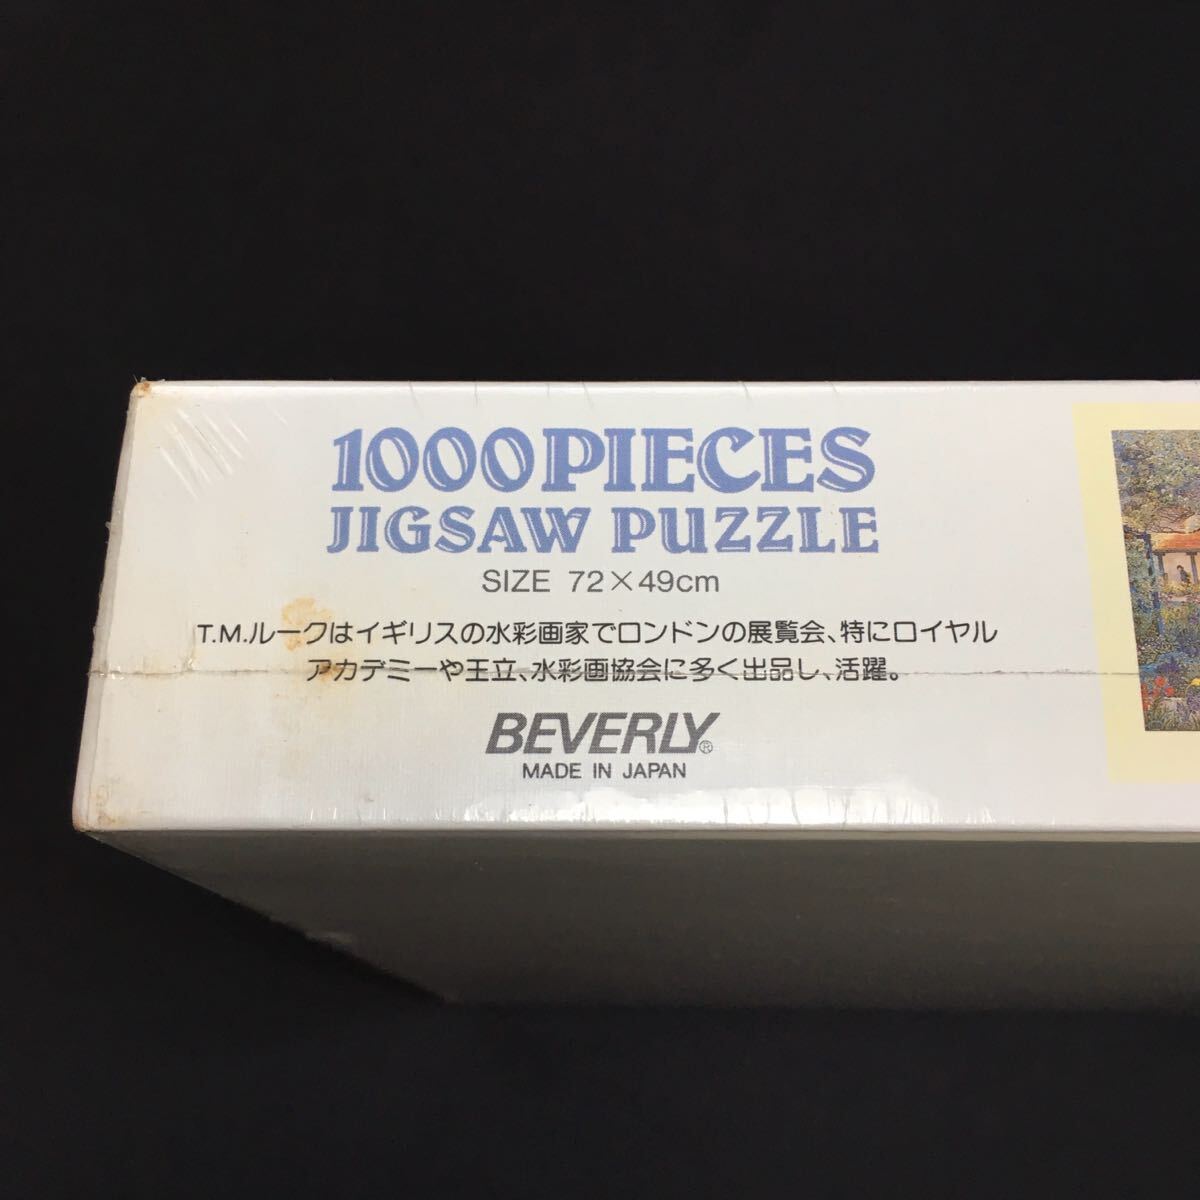 1000PIECES
JIGSAW PUZZLE
SIZE 72×49cm
T.M.ルークはイギリスの水彩画家でロンドンの展覧会、特にロイヤル
アカデミーや王立、水彩画協会に多く出品し、活躍。
BEVERLY®
MADE IN JAPAN